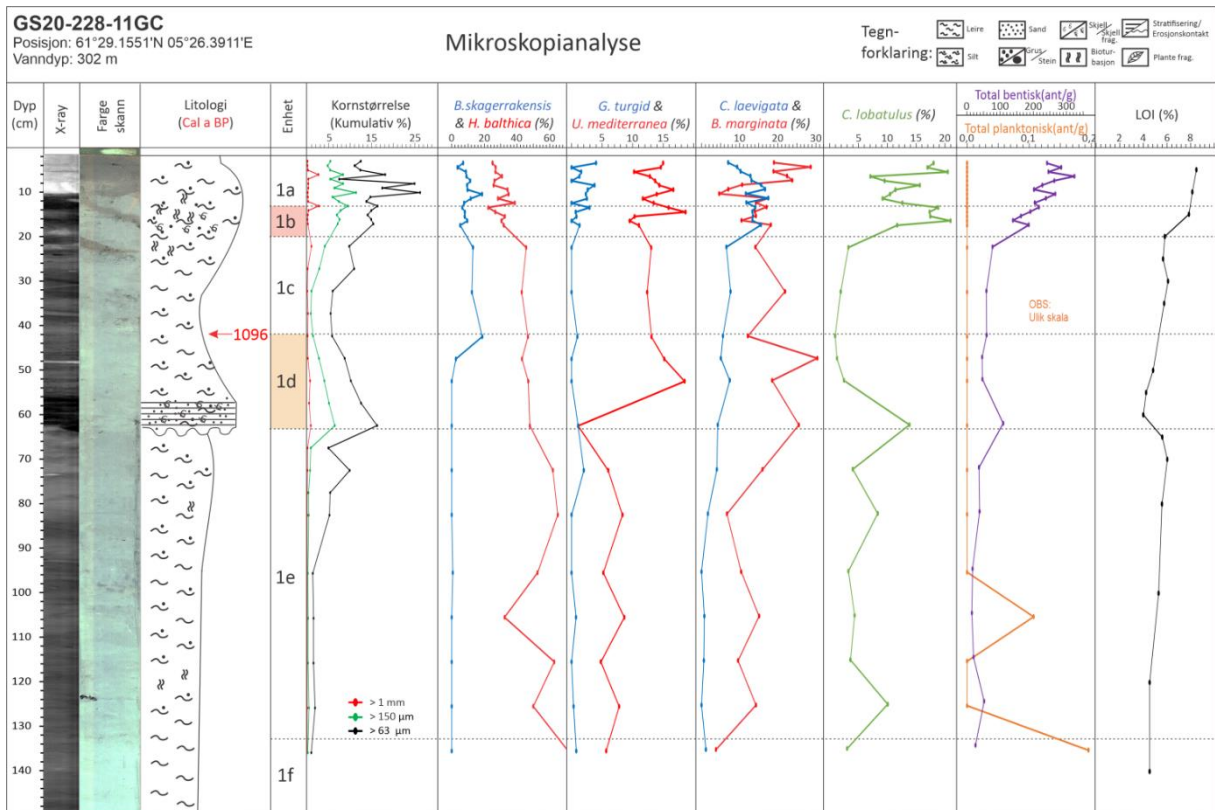 GS20-228-11GC
Posisjon: 61°29.1551'N 05°26.3911'E
Vanndyp: 302 m
Mikroskopianalyse
Tegn-
forklaring:
Leire
Sand
Skjell/
Skjell
frag.
Stratifisering/
Erosjonskontakt
Silt
Grus/
Stein
Biotur-
basjon
Plante frag.
Dyp
(cm)
X-ray
Farge
skann
Litologi
(Cal a BP)
Enhet
Kornstørrelse
(Kumulativ %)
5 15 25
B.skagerrakensis
& H. balthica (%)
0 20 40 60
G. turgid &
U. mediterranea (%)
0 5 10 15
C. laevigata &
B. marginata (%)
0 10 20 30
C. lobatulus (%)
0 5 10 15 20
Total bentisk(ant/g)
0 100 200 300
Total planktonisk(ant/g)
0,0 0,1 0,2
LOI (%)
2 4 6 8
10
20
30
40
50
60
70
80
90
100
110
120
130
140
1096
1a
1b
1c
1d
1e
1f
OBS:
Ulik skala
> 1 mm
> 150 µm
> 63 µm